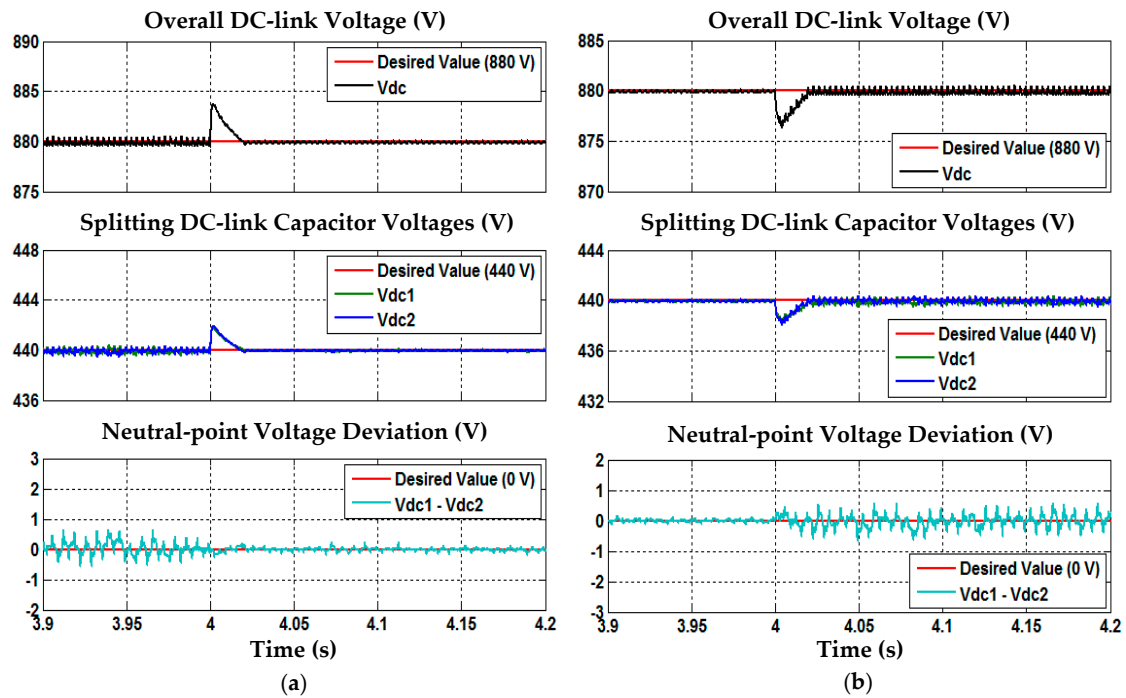 Overall DC-link Voltage (V)
890
885
880
875
Desired Value (880 V)
Vdc
Splitting DC-link Capacitor Voltages (V)
448
444
440
436
Desired Value (440 V)
Vdc1
Vdc2
Neutral-point Voltage Deviation (V)
3
2
1
0
-1
-2
Desired Value (0 V)
Vdc1 - Vdc2
3.9 3.95 4 4.05 4.1 4.15 4.2
Time (s)
(a)
Overall DC-link Voltage (V)
885
880
875
870
Desired Value (880 V)
Vdc
Splitting DC-link Capacitor Voltages (V)
444
440
436
432
Desired Value (440 V)
Vdc1
Vdc2
Neutral-point Voltage Deviation (V)
2
1
0
-1
-2
-3
Desired Value (0 V)
Vdc1 - Vdc2
3.9 3.95 4 4.05 4.1 4.15 4.2
Time (s)
(b)